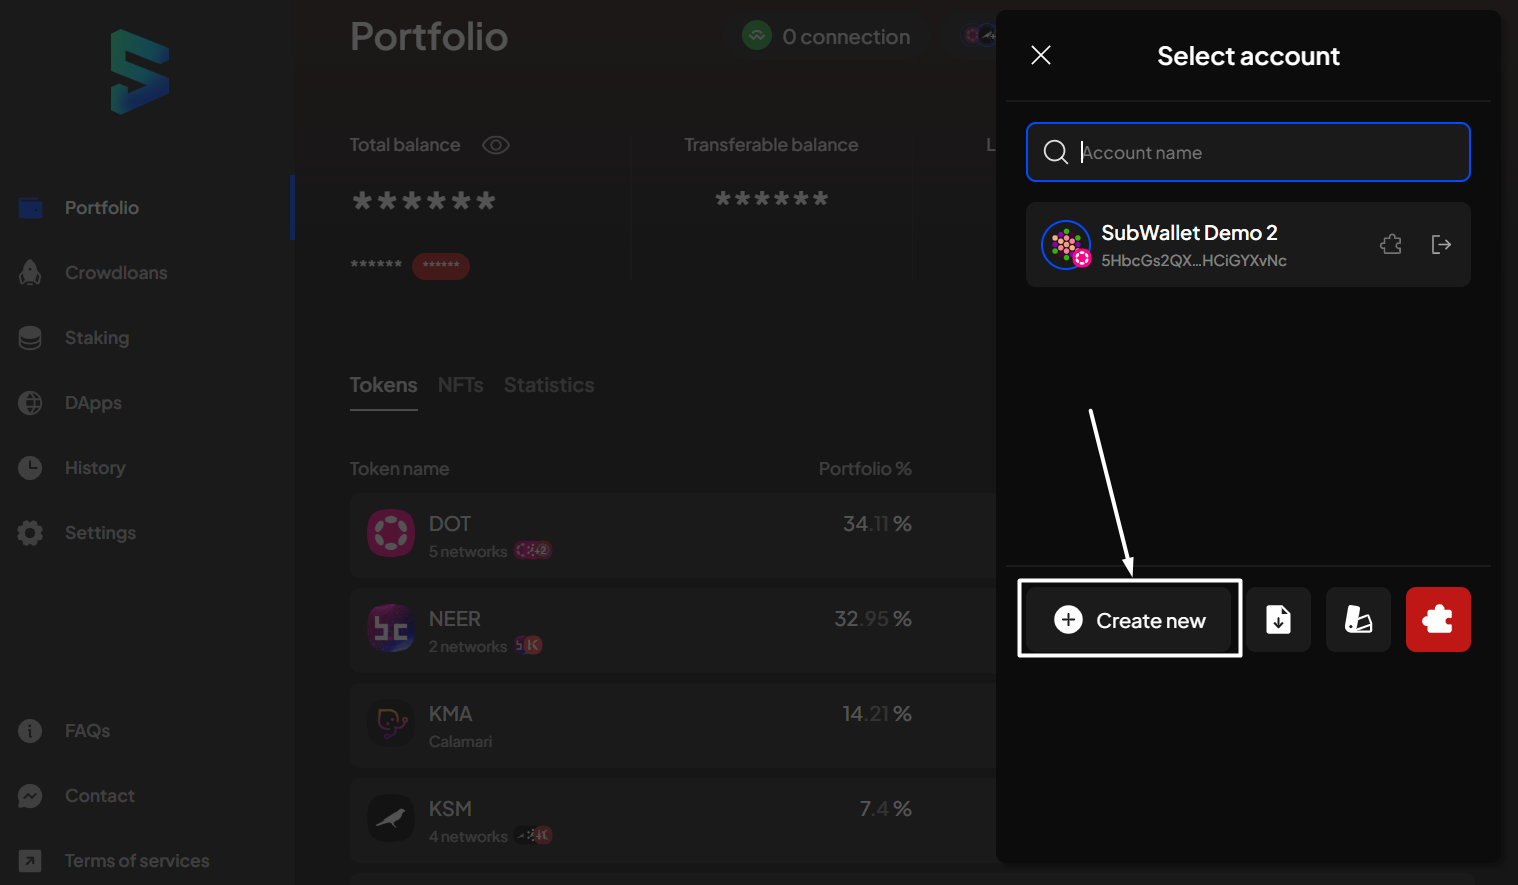 Portfolio
0 connection
Total balance
Transferable balance
L
******
******
******
******
Portfolio
Crowdloans
Staking
DApps
History
Settings
FAQs
Contact
Terms of services
Tokens NFTs Statistics
Token name Portfolio %
DOT 34.11 %
5 networks +2
NEER 32.95 %
2 networks
KMA 14.21 %
Calamari
KSM 7.4 %
4 networks
Select account
Account name
SubWallet Demo 2
5HbcGs2QX...HCiGYXvNc
Create new